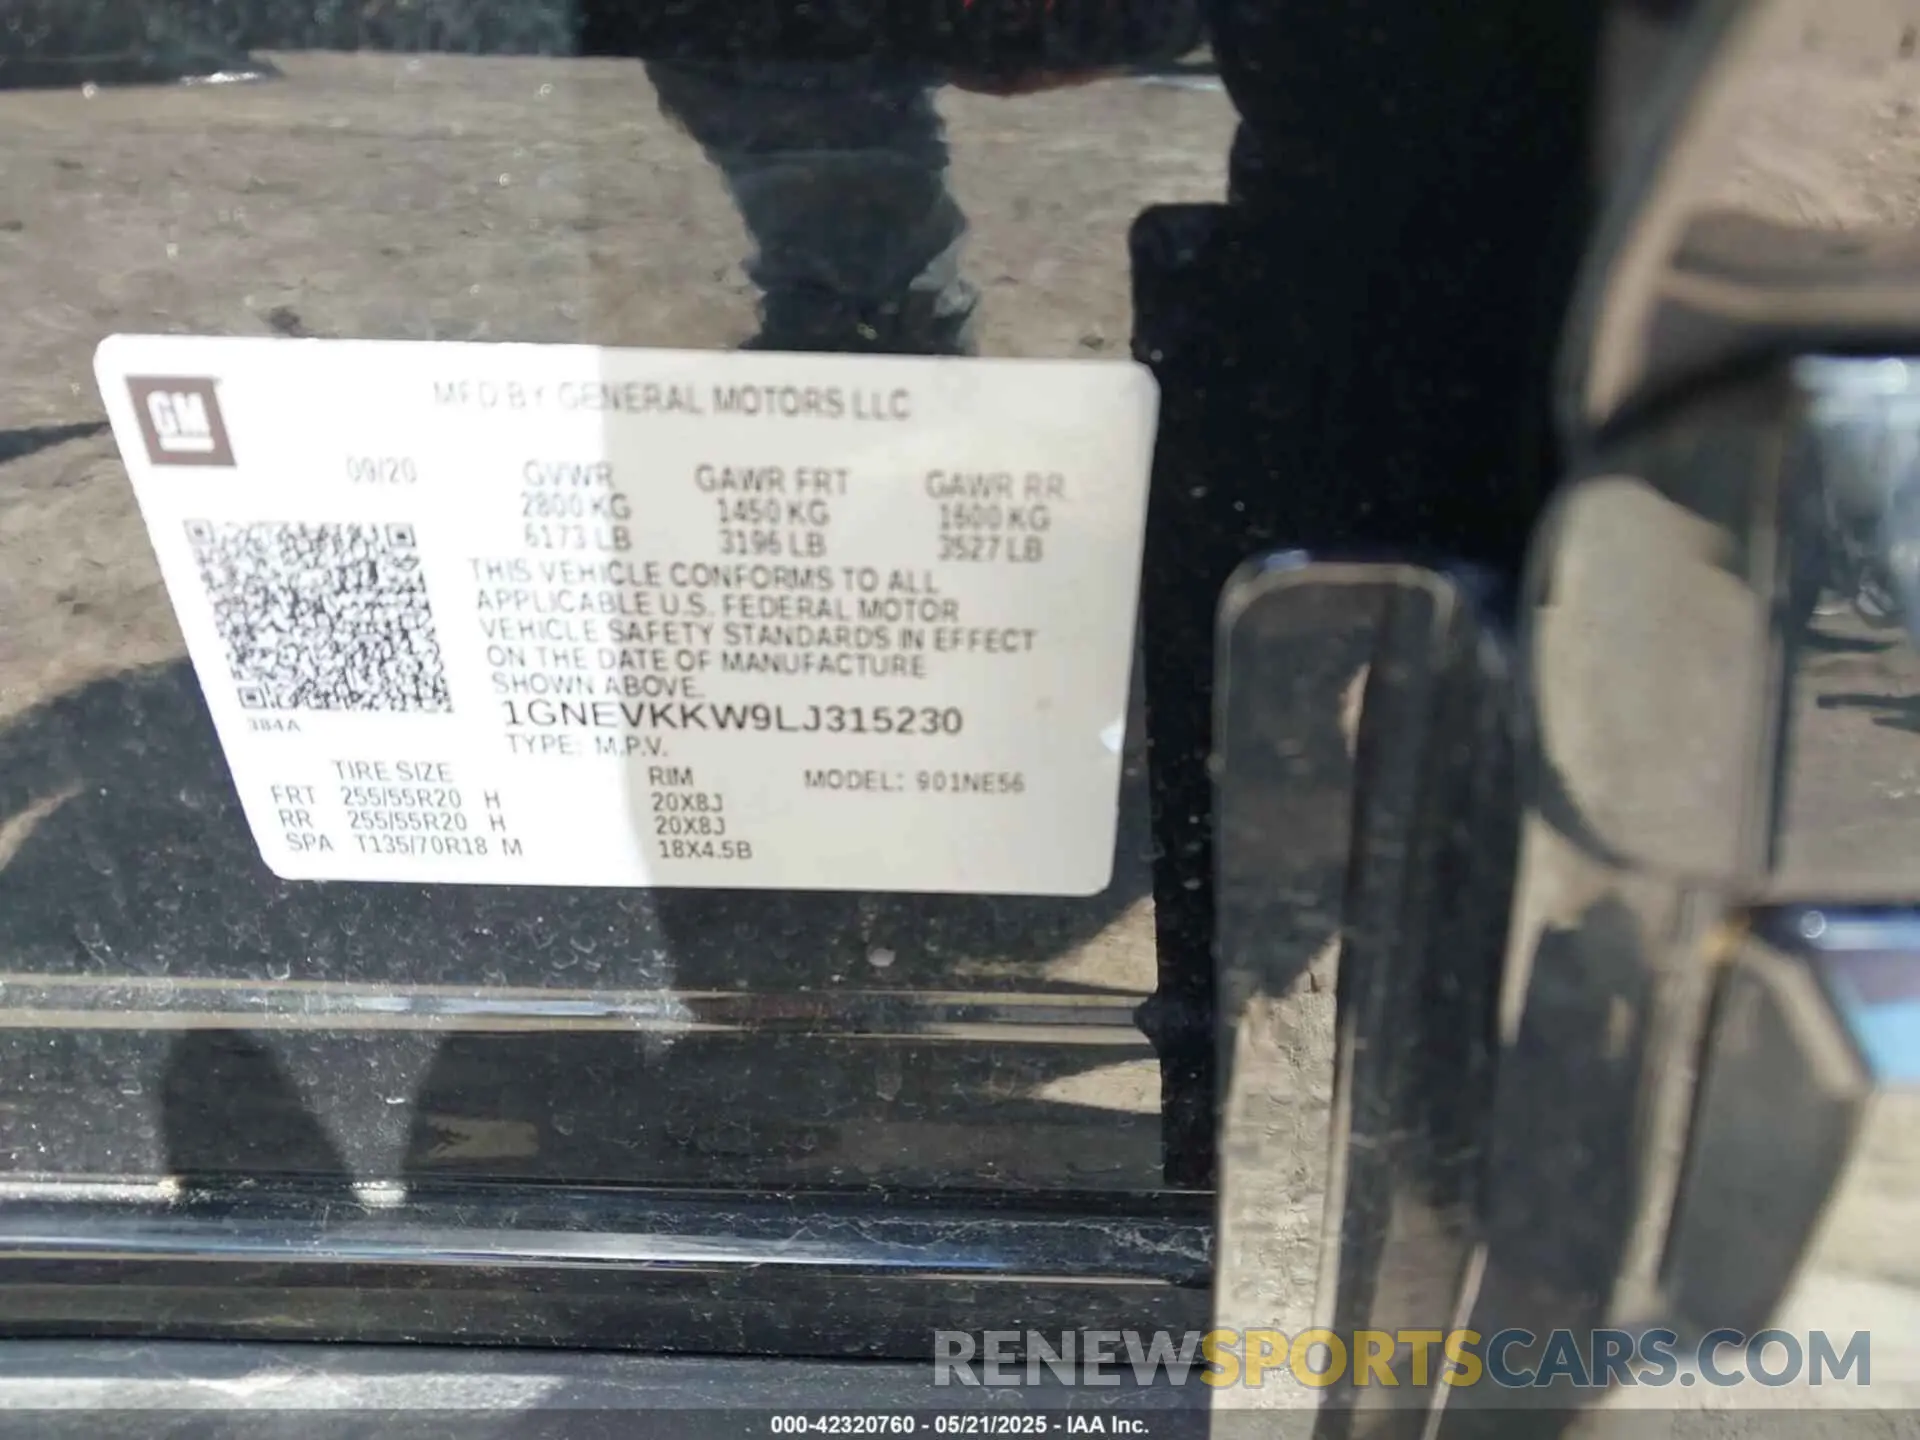 GM
MFD BY GENERAL MOTORS LLC
09/20 GVWR GAWR FRT GAWR RR
2800 KG 1450 KG 1600 KG
6173 LB 3196 LB 3527 LB
THIS VEHICLE CONFORMS TO ALL
APPLICABLE U.S. FEDERAL MOTOR
VEHICLE SAFETY STANDARDS IN EFFECT
ON THE DATE OF MANUFACTURE
SHOWN ABOVE.
384A
1GNEVKKW9LJ315230
TYPE: M.P.V.
TIRE SIZE RIM MODEL: 901NE56
FRT 255/55R20 H 20X8J
RR 255/55R20 H 20X8J
SPA T135/70R18 M 18X4.5B
RENEWSPORTSCARS.COM
000-42320760 - 05/21/2025 - IAA Inc.